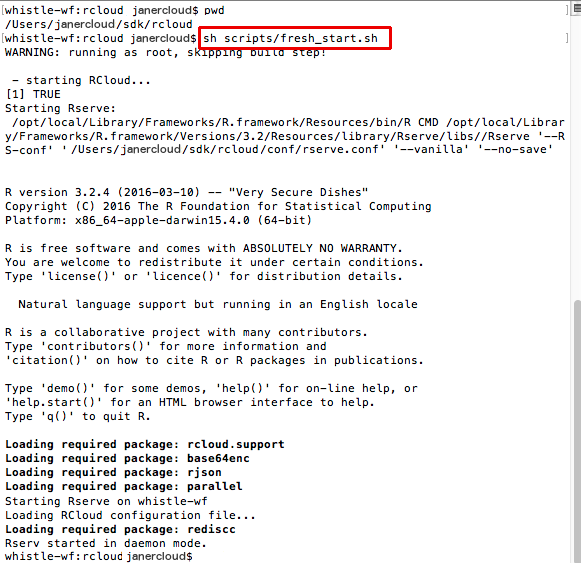 [whistle-wf:rcloud janercloud$ pwd ]
/Users/janercloud/sdk/rcloud
[whistle-wf:rcloud janercloud$ sh scripts/fresh_start.sh ]
WARNING: running as root, skipping build step!
- starting RCloud...
[1] TRUE
Starting Rserve:
/opt/local/Library/Frameworks/R.framework/Resources/bin/R CMD /opt/local/Librar
y/Frameworks/R.framework/Versions/3.2/Resources/library/Rserve/libs//Rserve '--R
S-conf' '/Users/janercloud/sdk/rcloud/conf/rserve.conf' '--vanilla' '--no-save'
R version 3.2.4 (2016-03-10) -- "Very Secure Dishes"
Copyright (C) 2016 The R Foundation for Statistical Computing
Platform: x86_64-apple-darwin15.4.0 (64-bit)
R is free software and comes with ABSOLUTELY NO WARRANTY.
You are welcome to redistribute it under certain conditions.
Type 'license()' or 'licence()' for distribution details.
Natural language support but running in an English locale
R is a collaborative project with many contributors.
Type 'contributors()' for more information and
'citation()' on how to cite R or R packages in publications.
Type 'demo()' for some demos, 'help()' for on-line help, or
'help.start()' for an HTML browser interface to help.
Type 'q()' to quit R.
Loading required package: rcloud.support
Loading required package: base64enc
Loading required package: rjson
Loading required package: parallel
Starting Rserve on whistle-wf
Loading RCloud configuration file...
Loading required package: rediscc
Rserv started in daemon mode.
whistle-wf:rcloud janercloud$